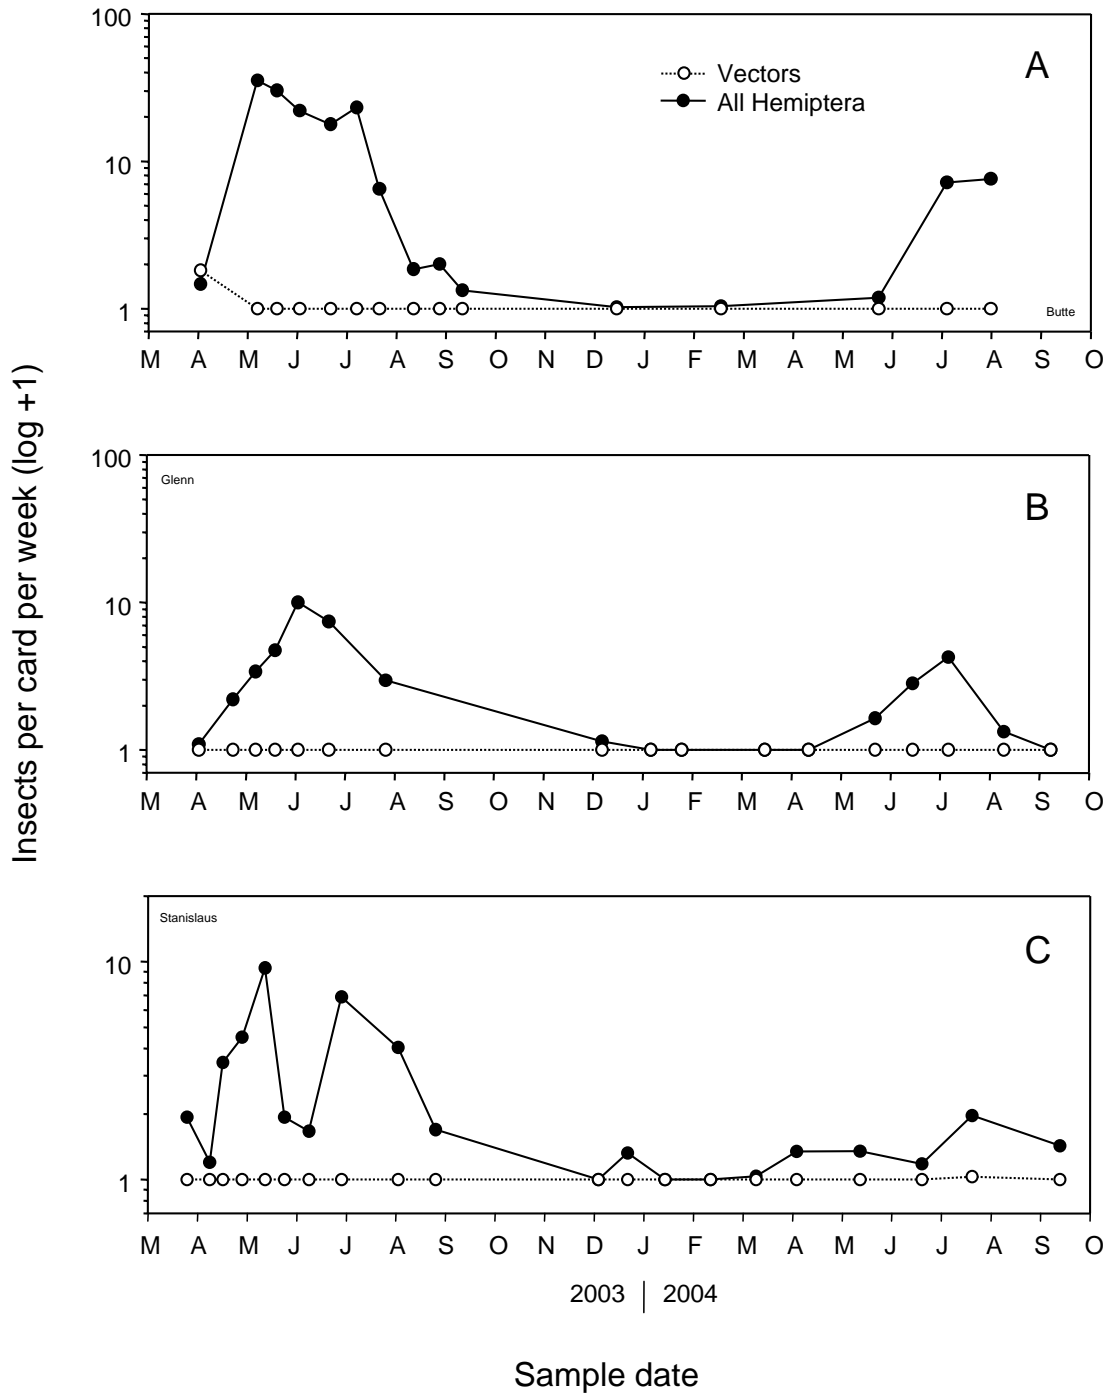 100
10
1
A
Vectors
All Hemiptera
Butte
M A M J J A S O N D J F M A M J J A S O
Insects per card per week (log +1)
100
10
1
Glenn
B
M A M J J A S O N D J F M A M J J A S O
10
1
Stanislaus
C
M A M J J A S O N D J F M A M J J A S O
2003 | 2004
Sample date